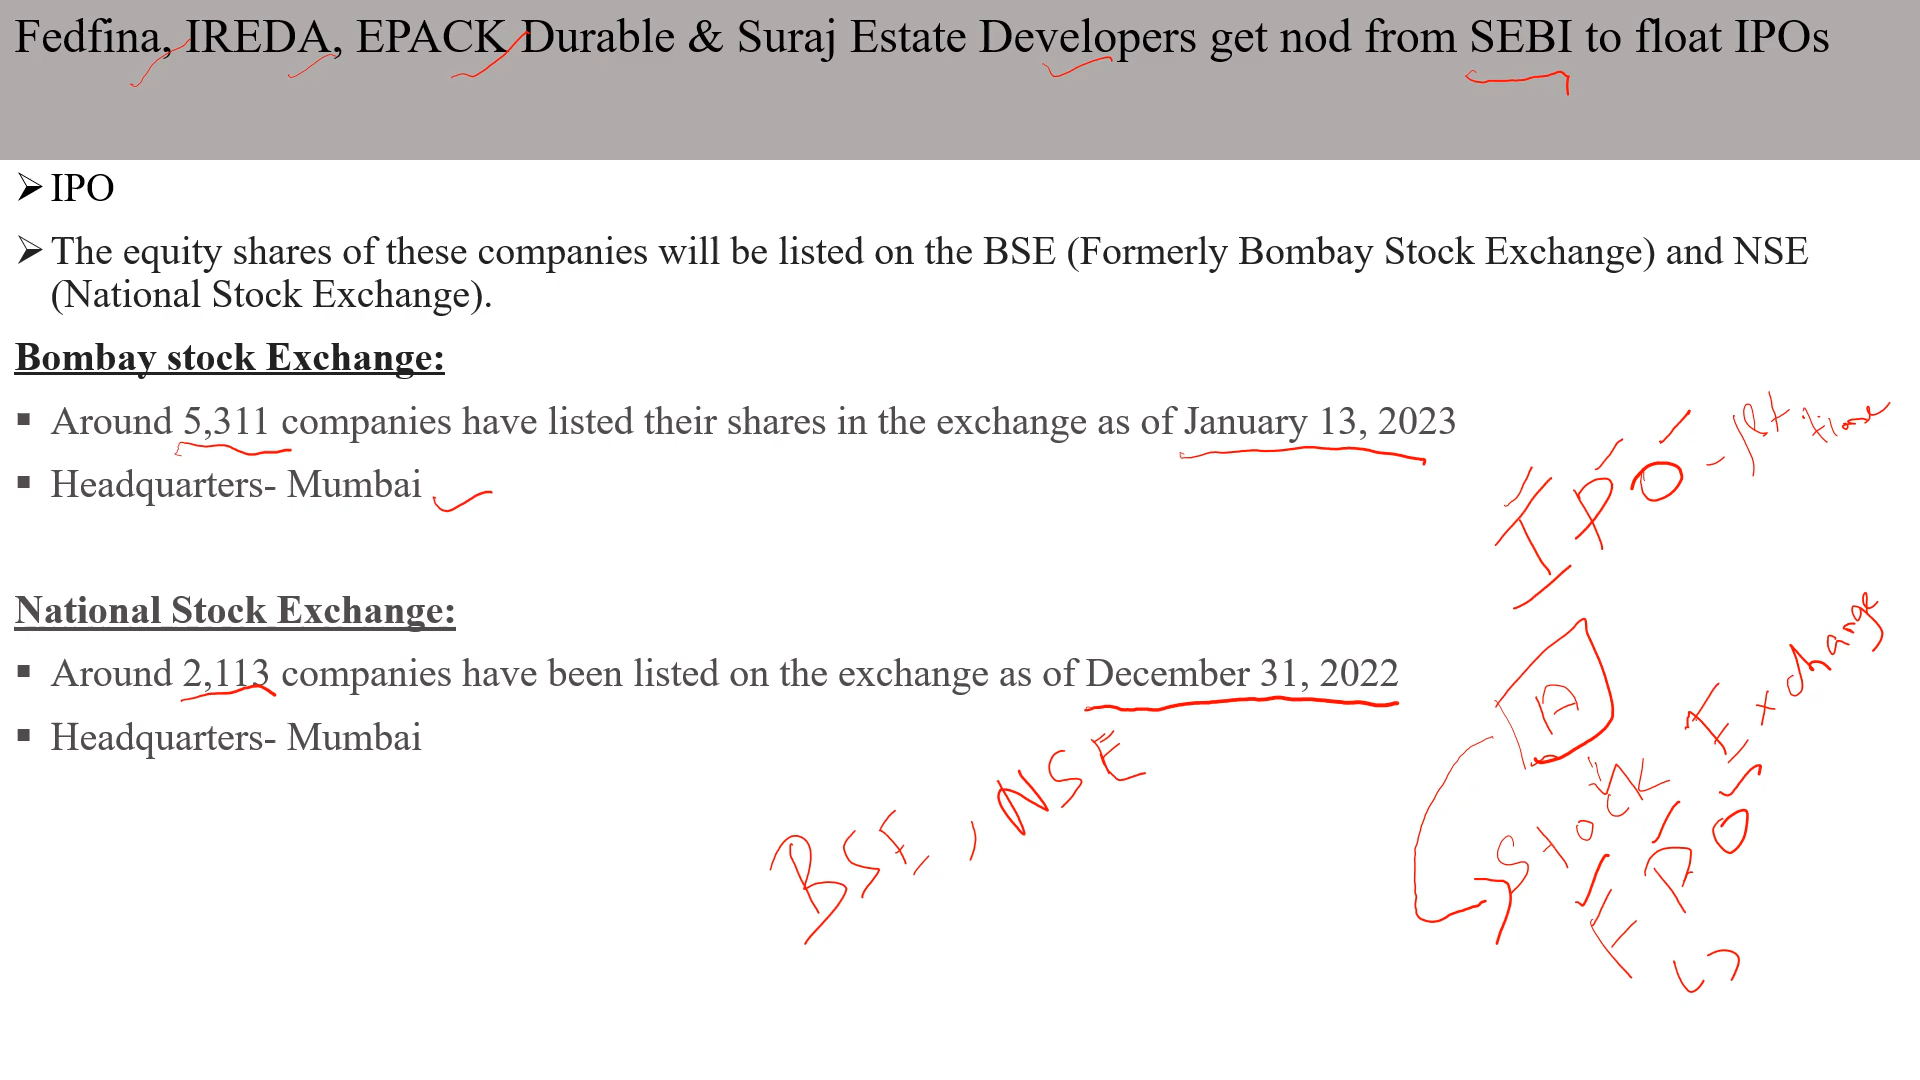 Fedfina, IREDA, EPACK Durable & Suraj Estate Developers get nod from SEBI to float IPOs
➢ IPO
➢ The equity shares of these companies will be listed on the BSE (Formerly Bombay Stock Exchange) and NSE
(National Stock Exchange).
Bombay stock Exchange:
▪ Around 5,311 companies have listed their shares in the exchange as of January 13, 2023
▪ Headquarters- Mumbai
IPO - 1st time
National Stock Exchange:
▪ Around 2,113 companies have been listed on the exchange as of December 31, 2022
▪ Headquarters- Mumbai
A
Stock Exchange
BSE, NSE
FPO